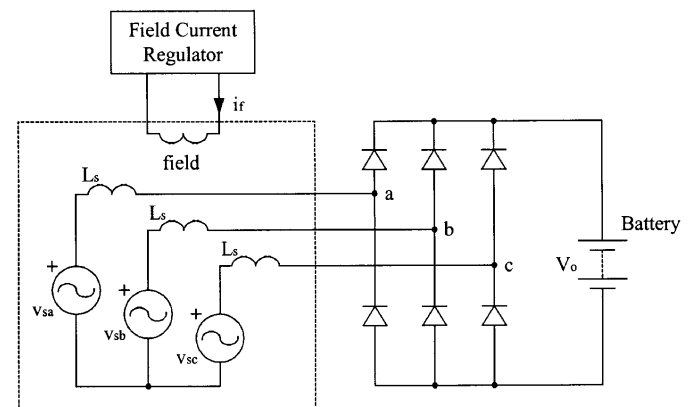 Field Current
Regulator
if
field
Ls
a
Ls
b
Battery
Ls
c
Vo
+
vsa
+
vsb
+
vsc